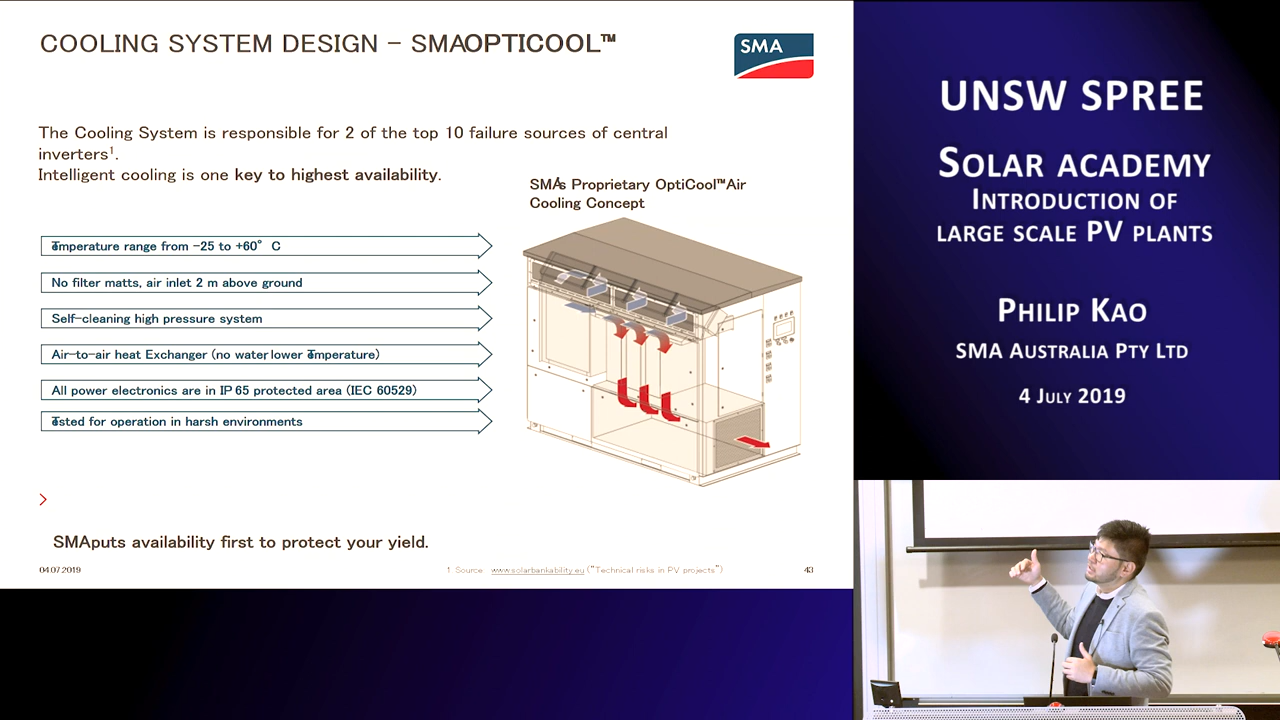 COOLING SYSTEM DESIGN – SMAOPTICOOL™
SMA
The Cooling System is responsible for 2 of the top 10 failure sources of central
inverters1.
Intelligent cooling is one key to highest availability.
SMA's Proprietary OptiCool™Air
Cooling Concept
Temperature range from -25 to +60° C
No filter matts, air inlet 2 m above ground
Self-cleaning high pressure system
Air-to-air heat Exchanger (no water lower Temperature)
All power electronics are in IP 65 protected area (IEC 60529)
Tested for operation in harsh environments
SMAputs availability first to protect your yield.
04.07.2019
1. Source: www.solarbankability.eu ("Technical risks in PV projects")
43
UNSW SPREE
SOLAR ACADEMY
INTRODUCTION OF
LARGE SCALE PV PLANTS
PHILIP KAO
SMA AUSTRALIA PTY LTD
4 JULY 2019